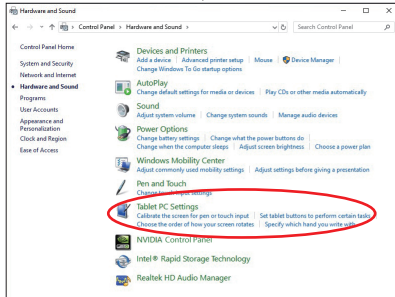 Hardware and Sound
Control Panel > Hardware and Sound >
Search Control Panel
Control Panel Home
System and Security
Network and Internet
Hardware and Sound
Programs
User Accounts
Appearance and
Personalization
Clock and Region
Ease of Access
Devices and Printers
Add a device | Advanced printer setup | Mouse | Device Manager |
Change Windows To Go startup options
AutoPlay
Change default settings for media or devices | Play CDs or other media automatically
Sound
Adjust system volume | Change system sounds | Manage audio devices
Power Options
Change battery settings | Change what the power buttons do |
Change when the computer sleeps | Adjust screen brightness | Choose a power plan
Windows Mobility Center
Adjust commonly used mobility settings | Adjust settings before giving a presentation
Pen and Touch
Change touch input settings
Tablet PC Settings
Calibrate the screen for pen or touch input | Set tablet buttons to perform certain tasks
Choose the order of how your screen rotates | Specify which hand you write with
NVIDIA Control Panel
Intel® Rapid Storage Technology
Realtek HD Audio Manager